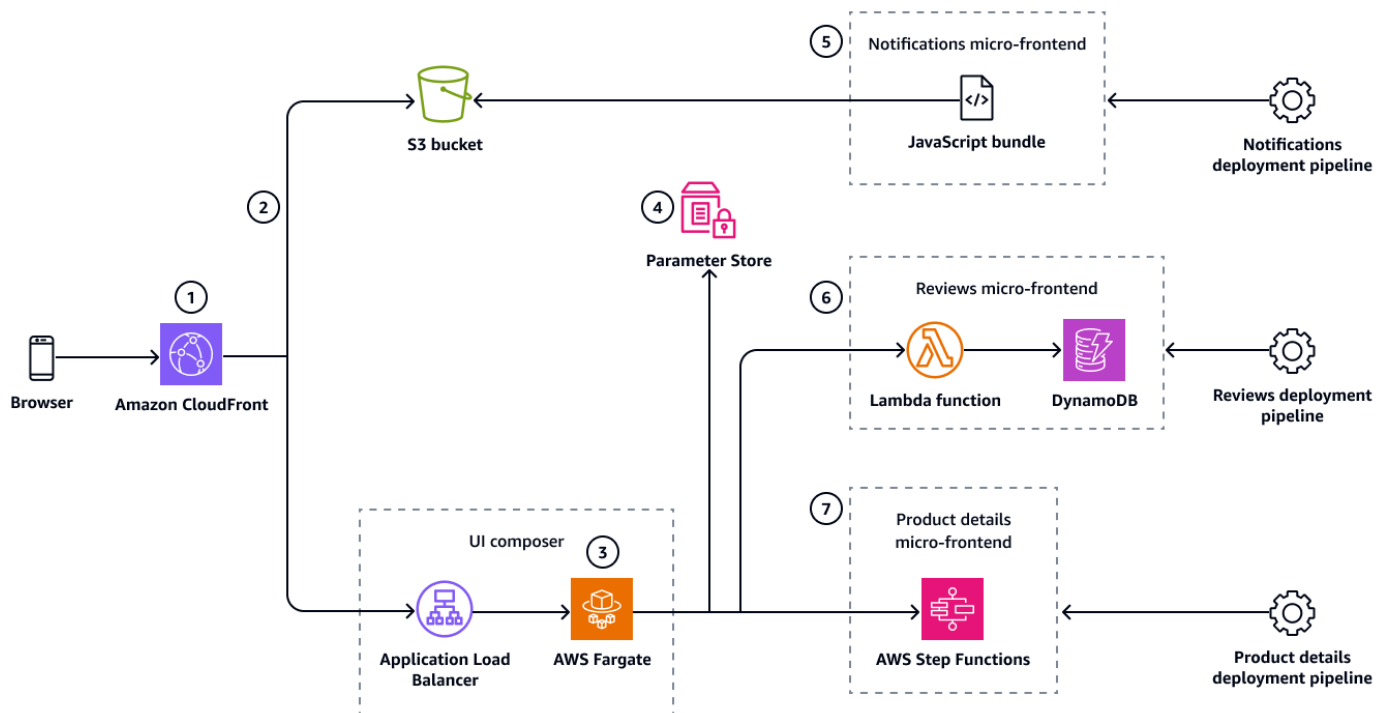 5
Notifications micro-frontend
</>
S3 bucket
JavaScript bundle
Notifications
deployment pipeline
2
4
Parameter Store
1
6
Reviews micro-frontend
Browser
Amazon CloudFront
Lambda function
DynamoDB
Reviews deployment
pipeline
7
Product details
micro-frontend
UI composer
3
Application Load
Balancer
AWS Fargate
AWS Step Functions
Product details
deployment pipeline